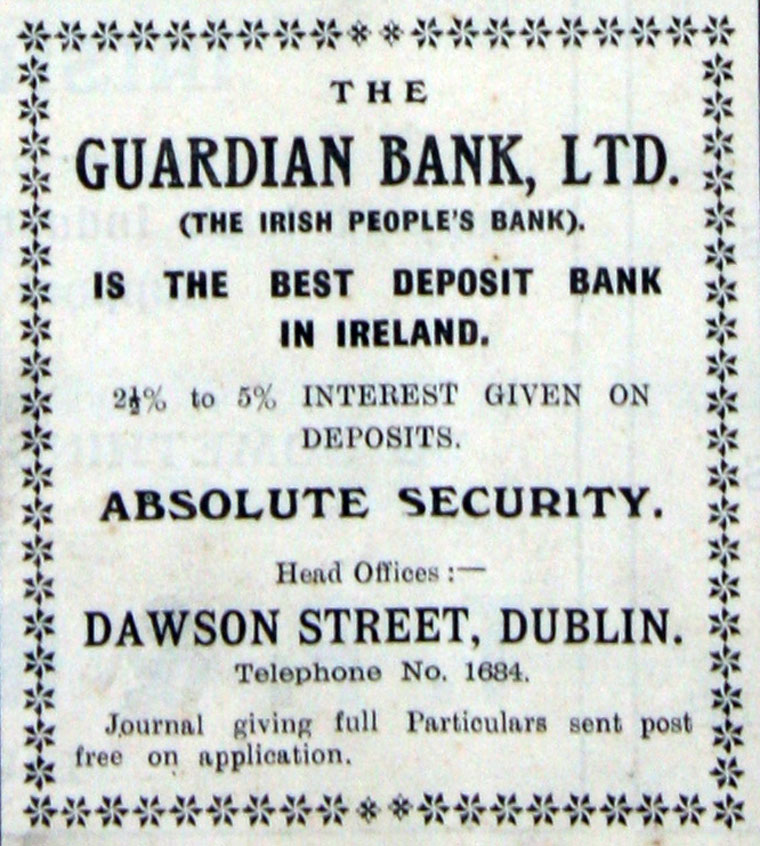 THE
GUARDIAN BANK, LTD.
(THE IRISH PEOPLE'S BANK).
IS THE BEST DEPOSIT BANK
IN IRELAND.
2½% to 5% INTEREST GIVEN ON
DEPOSITS.
ABSOLUTE SECURITY.
Head Offices :—
DAWSON STREET, DUBLIN.
Telephone No. 1684.
Journal giving full Particulars sent post
free on application.